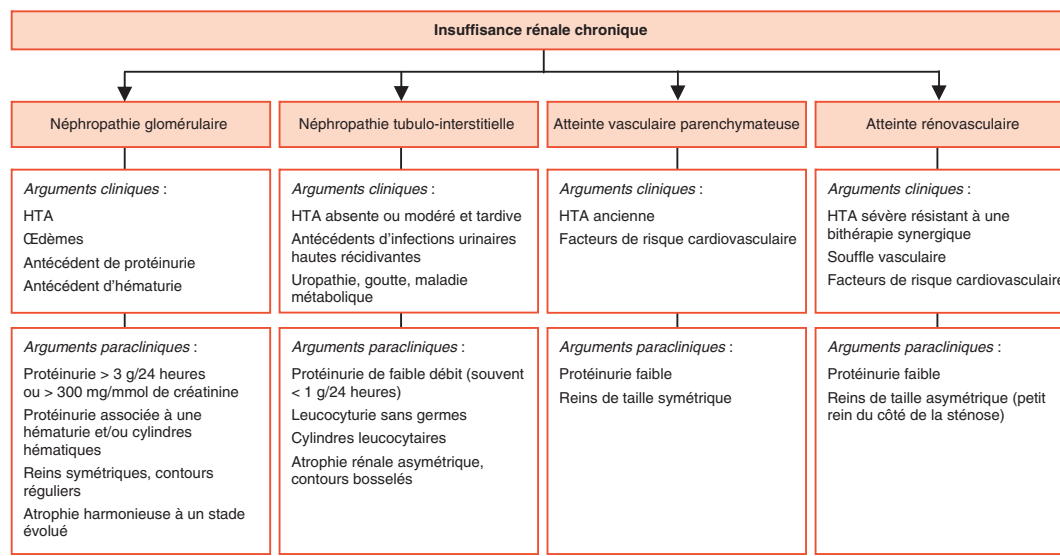 Insuffisance rénale chronique
Néphropathie glomérulaire
Néphropathie tubulo-interstitielle
Atteinte vasculaire parenchymateuse
Atteinte rénovasculaire
Arguments cliniques :
HTA
Œdèmes
Antécédent de protéinurie
Antécédent d'hématurie
Arguments cliniques :
HTA absente ou modéré et tardive
Antécédents d'infections urinaires
hautes récidivantes
Uropathie, goutte, maladie
métabolique
Arguments cliniques :
HTA ancienne
Facteurs de risque cardiovasculaire
Arguments cliniques :
HTA sévère résistant à une
bithérapie synergique
Souffle vasculaire
Facteurs de risque cardiovasculaire
Arguments paracliniques :
Protéinurie > 3 g/24 heures
ou > 300 mg/mmol de créatinine
Protéinurie associée à une
hématurie et/ou cylindres
hématiques
Reins symétriques, contours
réguliers
Atrophie harmonieuse à un stade
évolué
Arguments paracliniques :
Protéinurie de faible débit (souvent
< 1 g/24 heures)
Leucocyturie sans germes
Cylindres leucocytaires
Atrophie rénale asymétrique,
contours bosselés
Arguments paracliniques :
Protéinurie faible
Reins de taille symétrique
Arguments paracliniques :
Protéinurie faible
Reins de taille asymétrique (petit
rein du côté de la sténose)